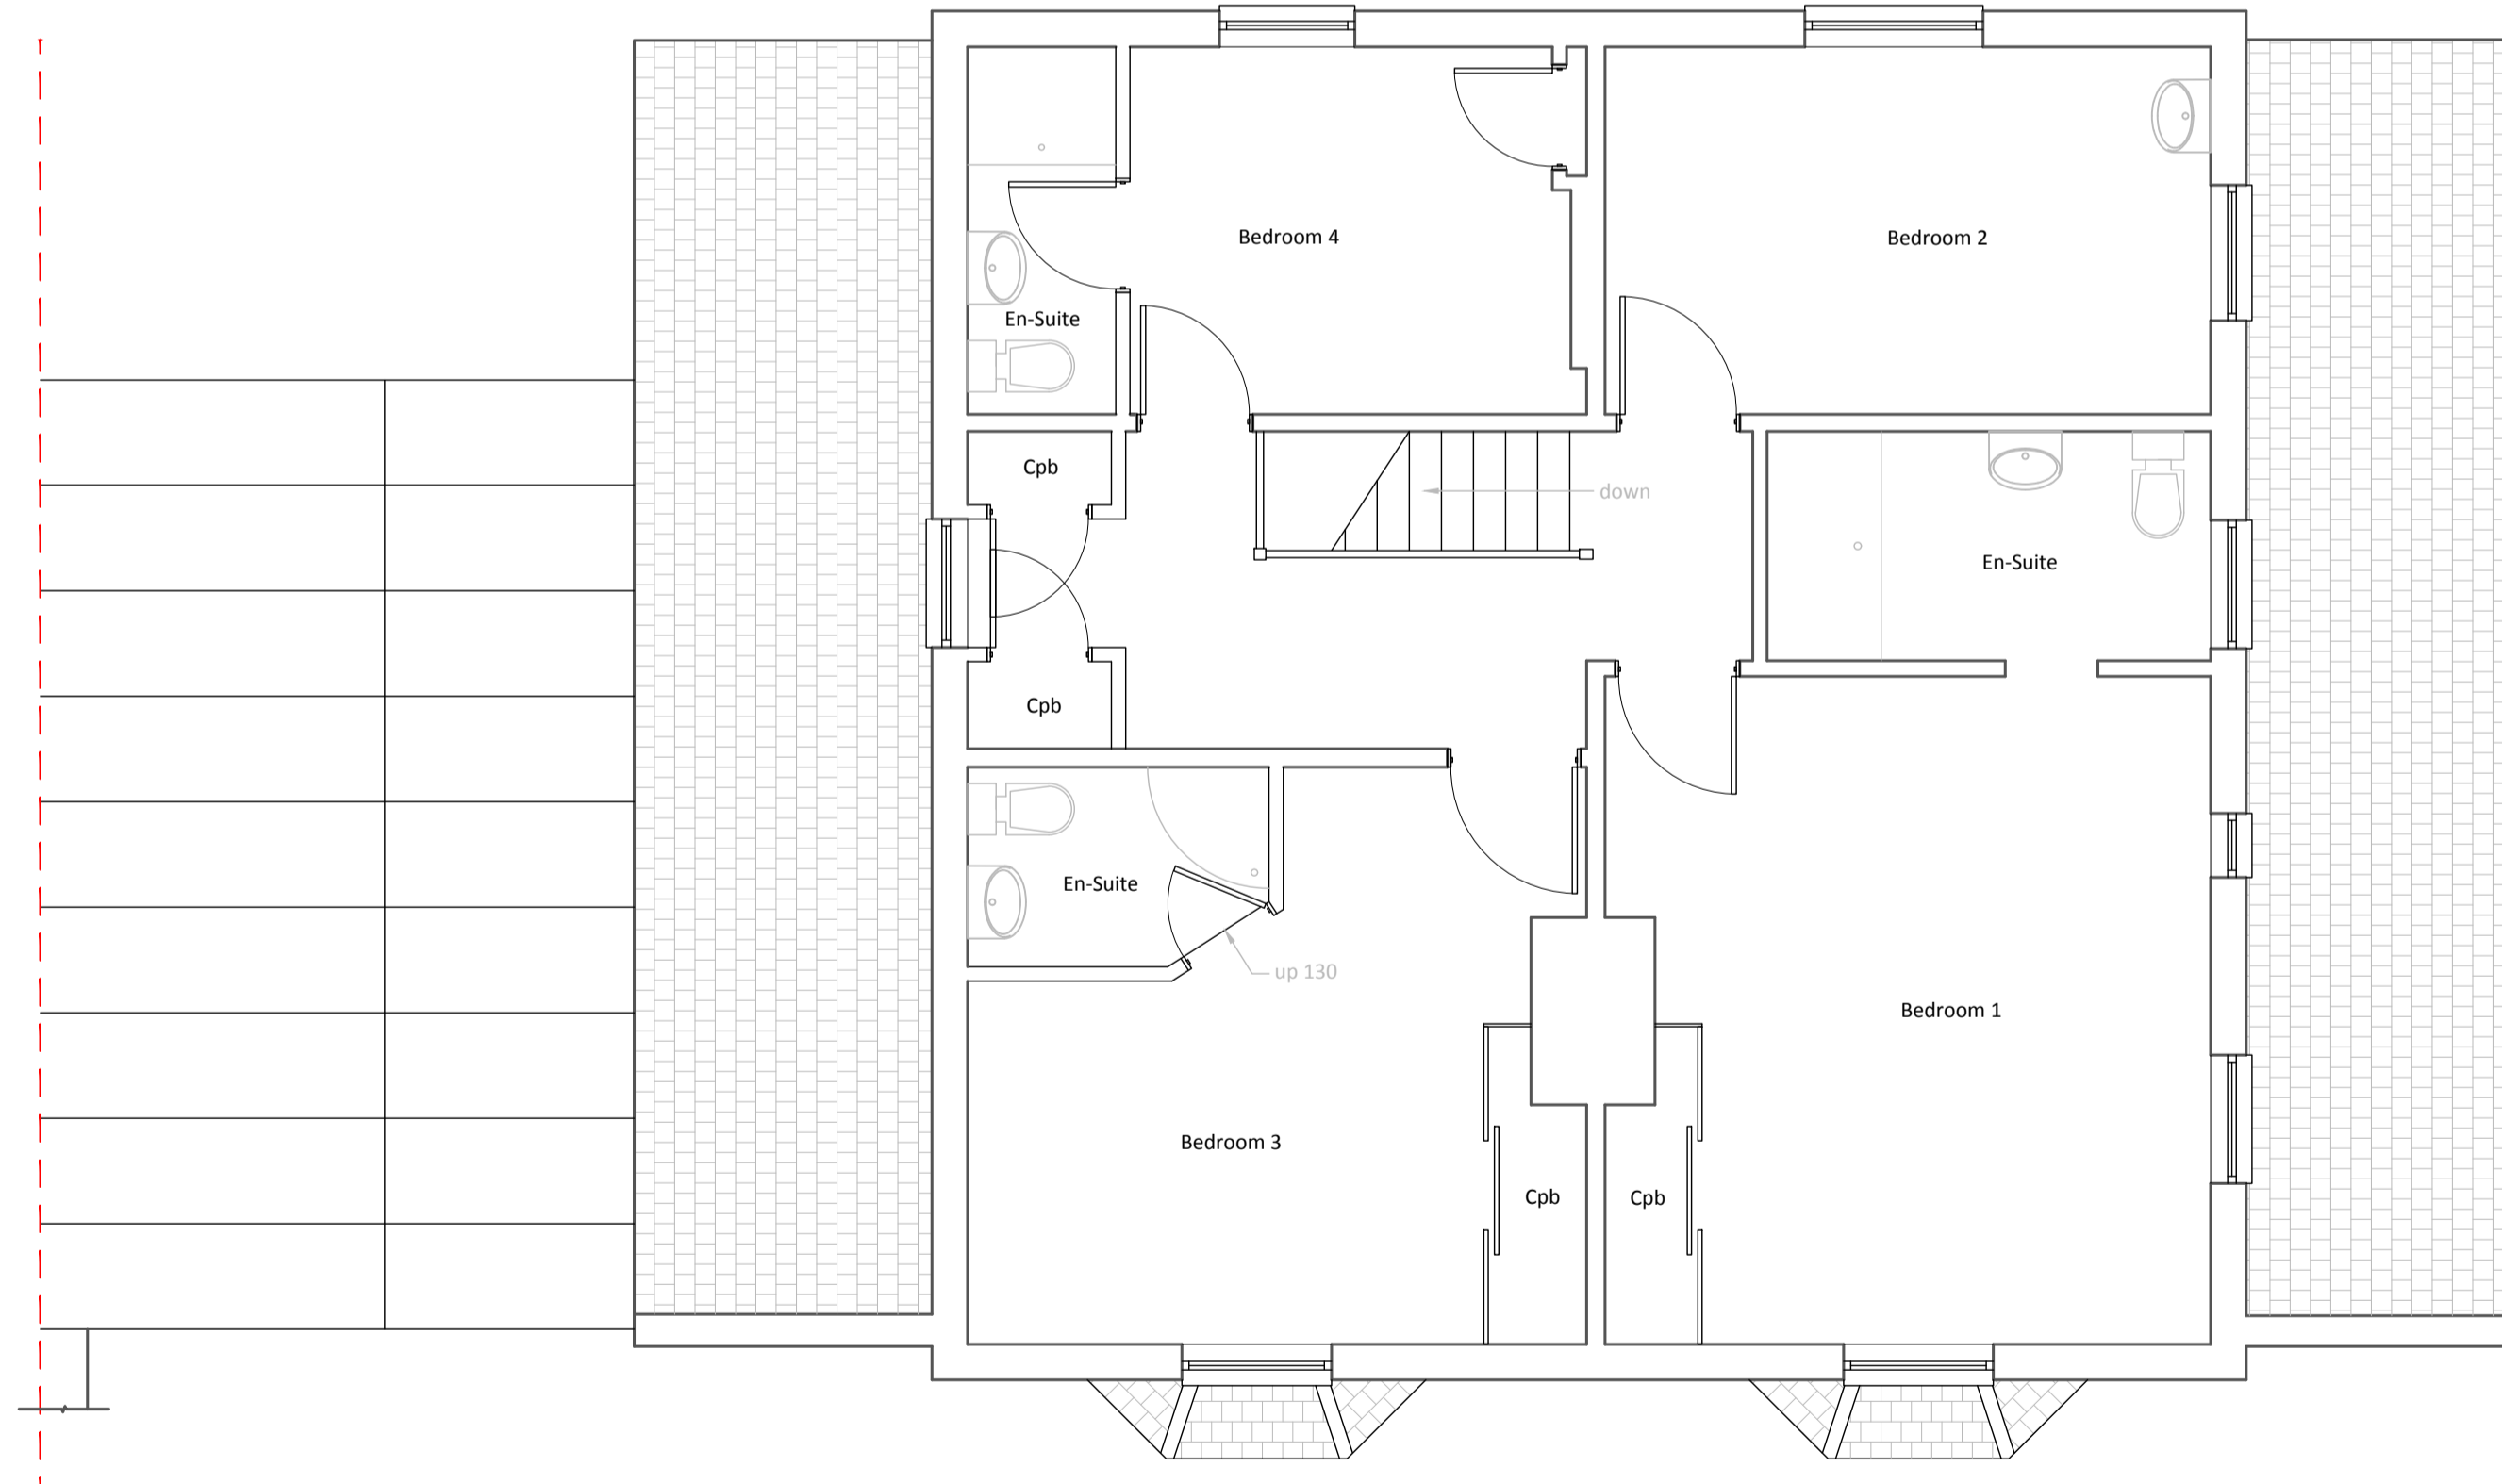 Bedroom 4
Bedroom 2
En-Suite
Cpb
down
En-Suite
Cpb
En-Suite
up 130
Bedroom 1
Bedroom 3
Cpb
Cpb